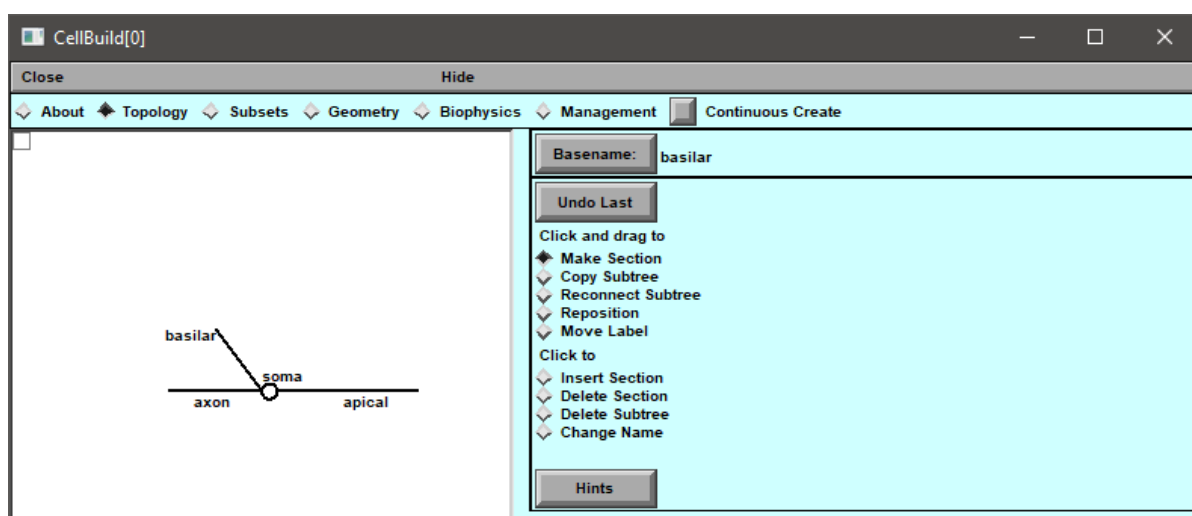 CellBuild[0]
Close Hide
About Topology Subsets Geometry Biophysics Management Continuous Create
Basename: basilar
Undo Last
Click and drag to
Make Section
Copy Subtree
Reconnect Subtree
Reposition
Move Label
Click to
Insert Section
Delete Section
Delete Subtree
Change Name
Hints
basilar
soma
axon apical